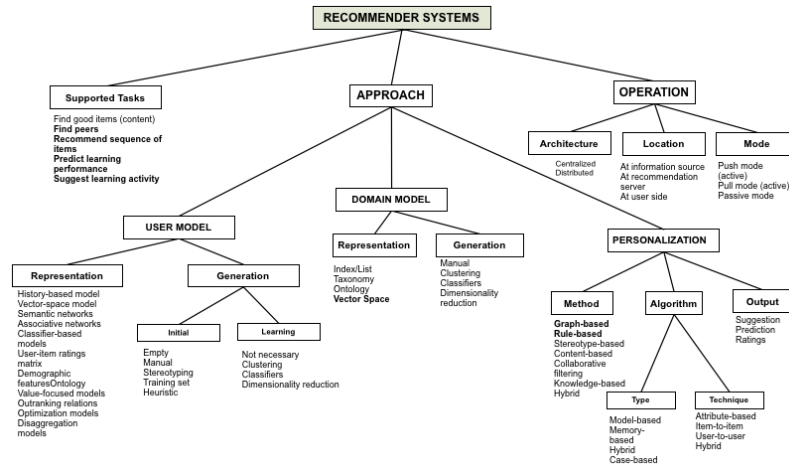 RECOMMENDER SYSTEMS
Supported Tasks
Find good items (content)
Find peers
Recommend sequence of
items
Predict learning
performance
Suggest learning activity
APPROACH
OPERATION
Architecture
Centralized
Distributed
Location
At information source
At recommendation
server
At user side
Mode
Push mode
(active)
Pull mode (active)
Passive mode
USER MODEL
Representation
History-based model
Vector-space model
Semantic networks
Associative networks
Classifier-based
models
User-item ratings
matrix
Demographic
featuresOntology
Value-focused models
Outranking relations
Optimization models
Disaggregation
models
Generation
Initial
Empty
Manual
Stereotyping
Training set
Heuristic
Learning
Not necessary
Clustering
Classifiers
Dimensionality reduction
DOMAIN MODEL
Representation
Index/List
Taxonomy
Ontology
Vector Space
Generation
Manual
Clustering
Classifiers
Dimensionality
reduction
PERSONALIZATION
Method
Graph-based
Rule-based
Stereotype-based
Content-based
Collaborative
filtering
Knowledge-based
Hybrid
Algorithm
Type
Model-based
Memory-
based
Hybrid
Case-based
Technique
Attribute-based
Item-to-item
User-to-user
Hybrid
Output
Suggestion
Prediction
Ratings